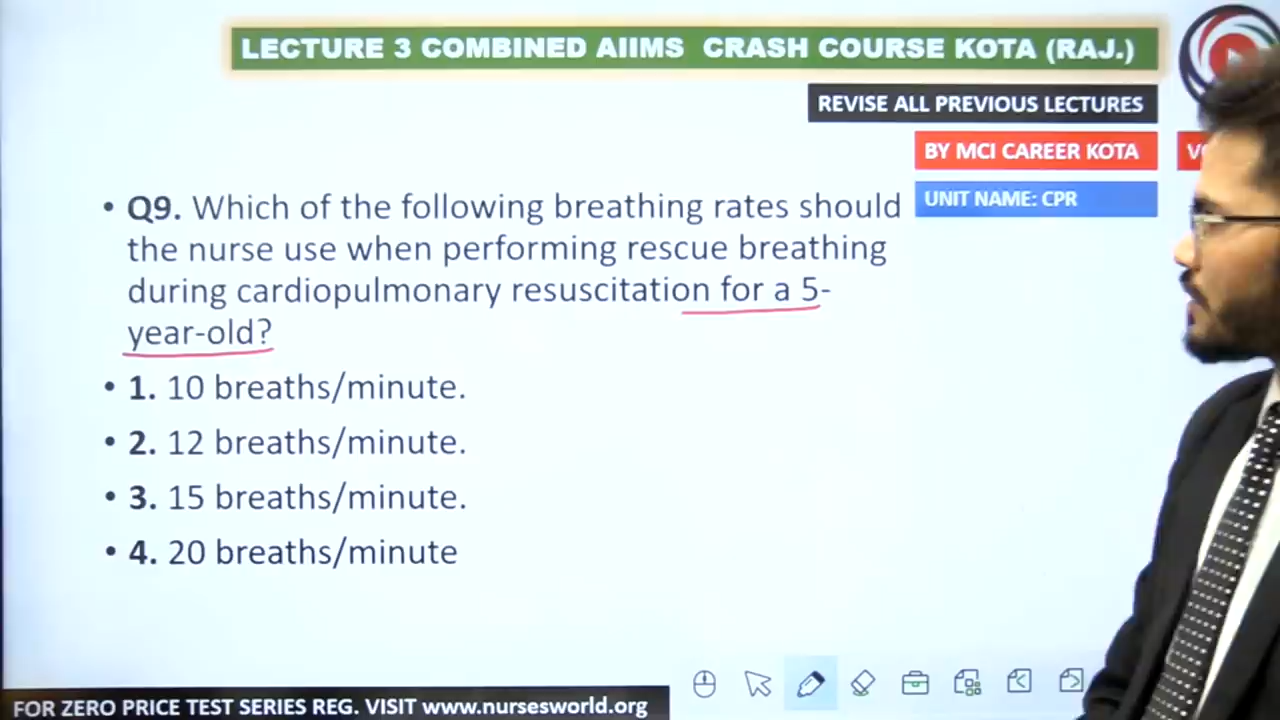 LECTURE 3 COMBINED AIIMS CRASH COURSE KOTA (RAJ.)
REVISE ALL PREVIOUS LECTURES
BY MCI CAREER KOTA
UNIT NAME: CPR
• Q9. Which of the following breathing rates should
the nurse use when performing rescue breathing
during cardiopulmonary resuscitation for a 5-
year-old?
• 1. 10 breaths/minute.
• 2. 12 breaths/minute.
• 3. 15 breaths/minute.
• 4. 20 breaths/minute
FOR ZERO PRICE TEST SERIES REG. VISIT www.nursesworld.org